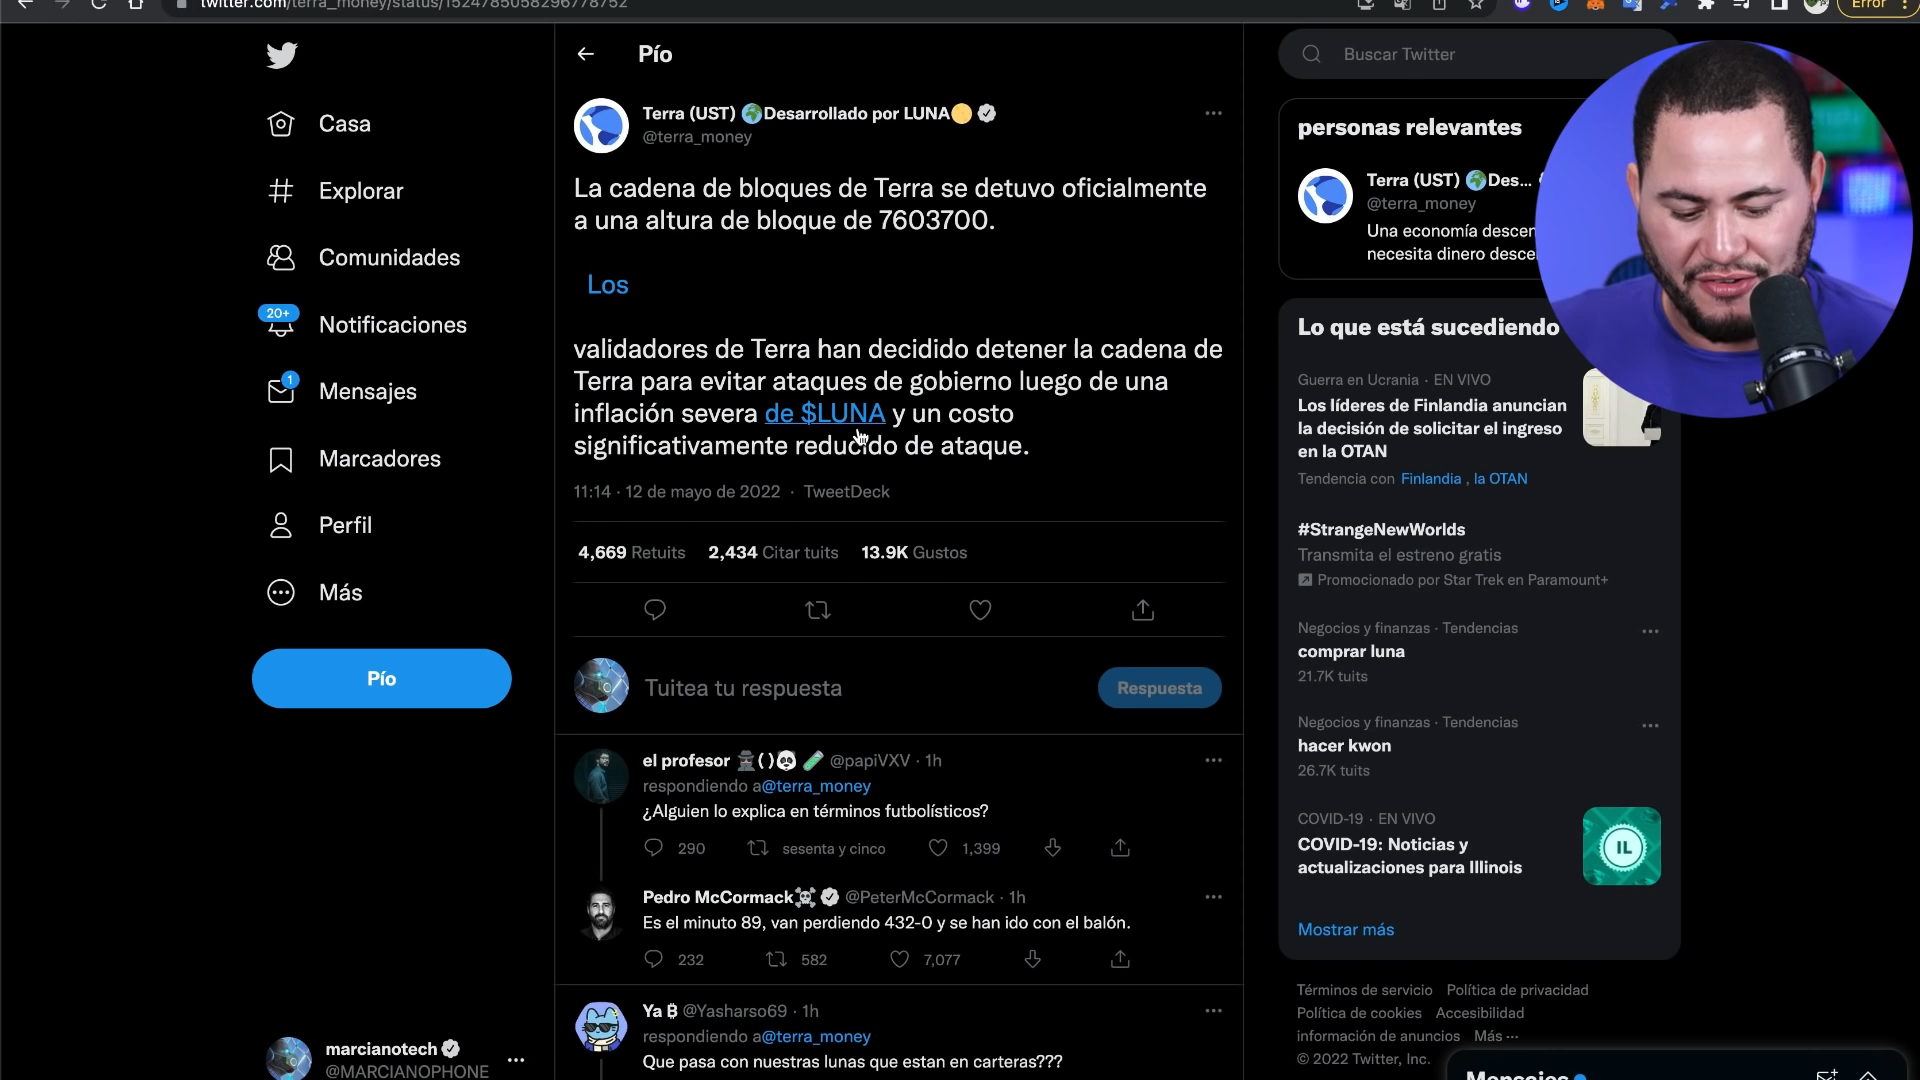 twitter.com/terra_money/status/1524785058296778752
Error
Casa
Explorar
Comunidades
20+
Notificaciones
1
Mensajes
Marcadores
Perfil
Más
Pío
marcianotech
@MARCIANOPHONE
Pío
Terra (UST) 🌍Desarrollado por LUNA🌕
@terra_money
La cadena de bloques de Terra se detuvo oficialmente
a una altura de bloque de 7603700.
Los
validadores de Terra han decidido detener la cadena de
Terra para evitar ataques de gobierno luego de una
inflación severa de $LUNA y un costo
significativamente reducido de ataque.
11:14 · 12 de mayo de 2022 · TweetDeck
4,669 Retuits 2,434 Citar tuits 13.9K Gustos
Tuitea tu respuesta
Respuesta
el profesor ( ) @papiVXV · 1h
respondiendo a@terra_money
¿Alguien lo explica en términos futbolísticos?
290 sesenta y cinco 1,399
Pedro McCormack @PeterMcCormack · 1h
Es el minuto 89, van perdiendo 432-0 y se han ido con el balón.
232 582 7,077
Ya ₿ @Yasharso69 · 1h
respondiendo a@terra_money
Que pasa con nuestras lunas que estan en carteras???
Buscar Twitter
personas relevantes
Terra (UST) 🌍Des...
@terra_money
Una economía descen
necesita dinero desce
Lo que está sucediendo
Guerra en Ucrania · EN VIVO
Los líderes de Finlandia anuncian
la decisión de solicitar el ingreso
en la OTAN
Tendencia con Finlandia , la OTAN
#StrangeNewWorlds
Transmita el estreno gratis
Promocionado por Star Trek en Paramount+
Negocios y finanzas · Tendencias
comprar luna
21.7K tuits
Negocios y finanzas · Tendencias
hacer kwon
26.7K tuits
COVID-19 · EN VIVO
COVID-19: Noticias y
actualizaciones para Illinois
IL
Mostrar más
Términos de servicio Política de privacidad
Política de cookies Accesibilidad
información de anuncios Más ···
© 2022 Twitter, Inc.
Mensajes